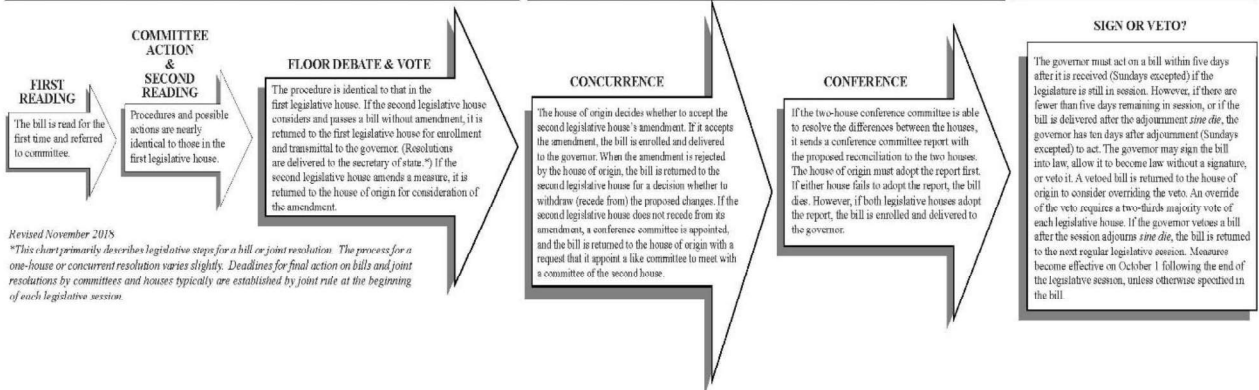 FIRST
READING
The bill is read for the
first time and referred
to committee.
COMMITTEE
ACTION
&
SECOND
READING
Procedures and possible
actions are nearly
identical to those in the
first legislative house.
FLOOR DEBATE & VOTE
The procedure is identical to that in the
first legislative house. If the second legislative house
considers and passes a bill without amendment, it is
returned to the first legislative house for enrollment
and transmittal to the governor. (Resolutions
are delivered to the secretary of state.*) If the
second legislative house amends a measure, it is
returned to the house of origin for consideration of
the amendment.
CONCURRENCE
The house of origin decides whether to accept the
second legislative house's amendment. If it accepts
the amendment, the bill is enrolled and delivered
to the governor. When the amendment is rejected
by the house of origin, the bill is returned to the
second legislative house for a decision whether to
withdraw (recede from) the proposed changes. If the
second legislative house does not recede from its
amendment, a conference committee is appointed,
and the bill is returned to the house of origin with a
request that it appoint a like committee to meet with
a committee of the second house.
CONFERENCE
If the two-house conference committee is able
to resolve the differences between the houses,
it sends a conference committee report with
the proposed reconciliation to the two houses.
The house of origin must adopt the report first.
If either house fails to adopt the report, the bill
dies. However, if both legislative houses adopt
the report, the bill is enrolled and delivered to
the governor.
SIGN OR VETO?
The governor must act on a bill within five days
after it is received (Sundays excepted) if the
legislature is still in session. However, if there are
fewer than five days remaining in session, or if the
bill is delivered after the adjournment sine die, the
governor has ten days after adjournment (Sundays
excepted) to act. The governor may sign the bill
into law, allow it to become law without a signature,
or veto it. A vetoed bill is returned to the house of
origin to consider overriding the veto. An override
of the veto requires a two-thirds majority vote of
each legislative house. If the governor vetoes a bill
after the session adjourns sine die, the bill is returned
to the next regular legislative session. Measures
become effective on October 1 following the end of
the legislative session, unless otherwise specified in
the bill.
Revised November 2018
*This chart primarily describes legislative steps for a bill or joint resolution. The process for a
one-house or concurrent resolution varies slightly. Deadlines for final action on bills and joint
resolutions by committees and houses typically are established by joint rule at the beginning
of each legislative session.